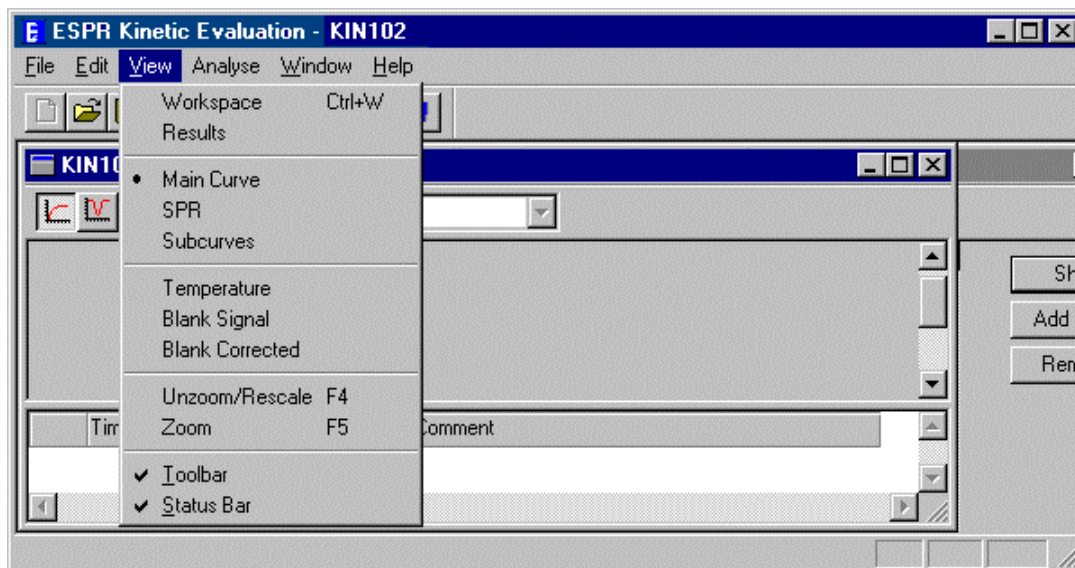 ESPR Kinetic Evaluation - KIN102
File Edit View Analyse Window Help
Workspace Ctrl+W
Results
KIN10
Main Curve
SPR
Subcurves
Temperature
Blank Signal
Blank Corrected
Unzoom/Rescale F4
Zoom F5
Toolbar
Status Bar
Comment
Add